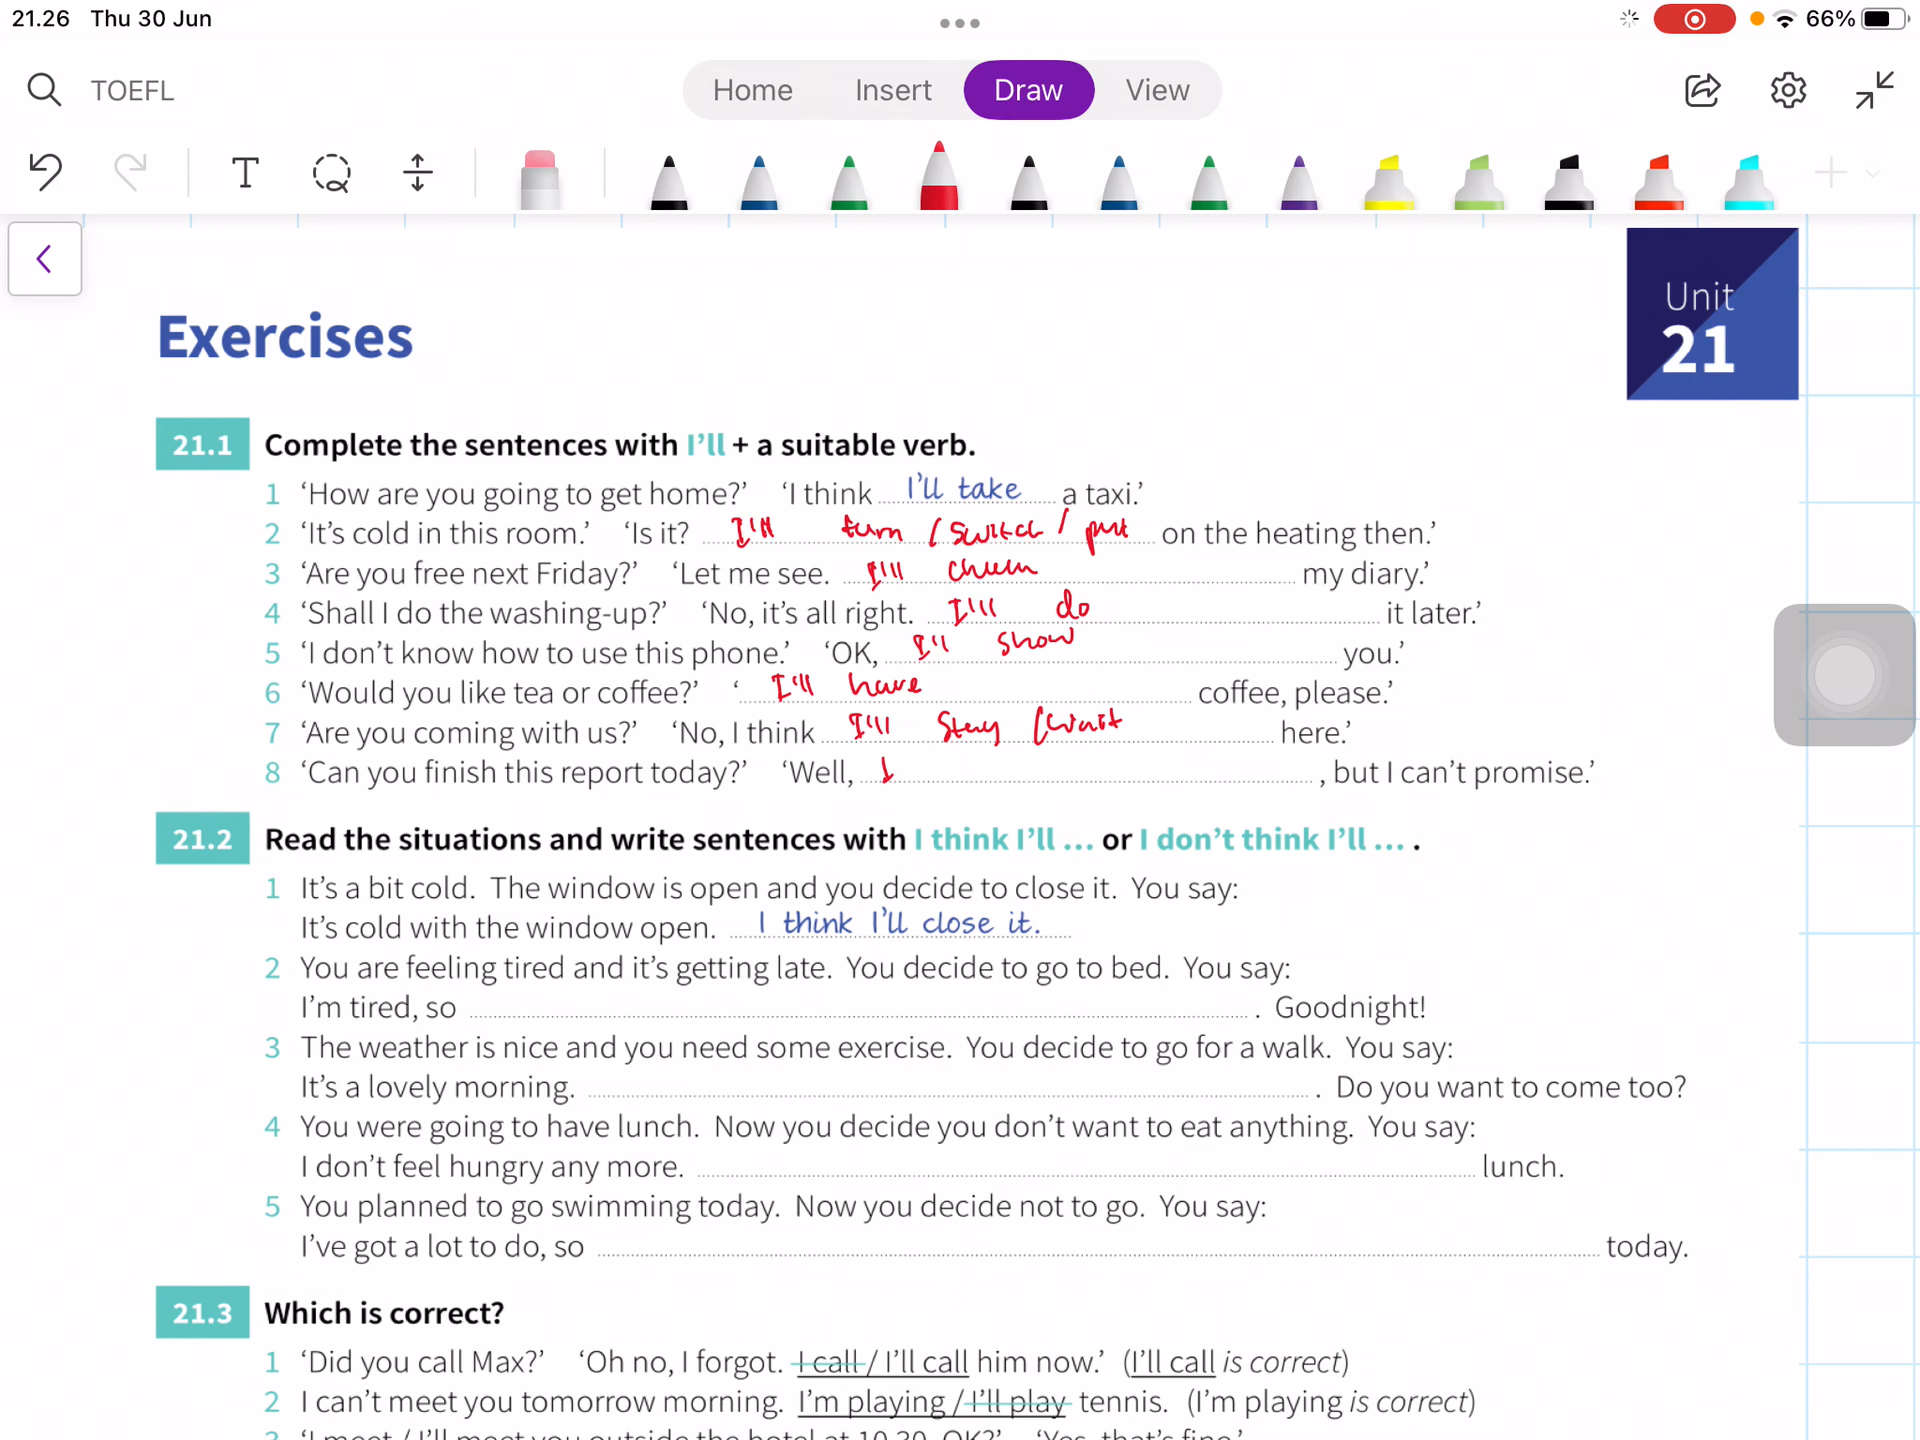 21.26 Thu 30 Jun 66%
TOEFL Home Insert Draw View
T
Unit
21
Exercises
21.1 Complete the sentences with I'll + a suitable verb.
1 ‘How are you going to get home?’ ‘I think I'll take a taxi.’
2 ‘It’s cold in this room.’ ‘Is it? I'll turn / switch / put on the heating then.’
3 ‘Are you free next Friday?’ ‘Let me see. I'll my diary.’
4 ‘Shall I do the washing-up?’ ‘No, it’s all right. I'll do it later.’
5 ‘I don’t know how to use this phone.’ ‘OK, I'll show you.’
6 ‘Would you like tea or coffee?’ ‘ I'll have coffee, please.’
7 ‘Are you coming with us?’ ‘No, I think I'll stay / wait here.’
8 ‘Can you finish this report today?’ ‘Well, I , but I can’t promise.’
21.2 Read the situations and write sentences with I think I’ll ... or I don’t think I’ll ... .
1 It’s a bit cold. The window is open and you decide to close it. You say:
It’s cold with the window open. I think I'll close it.
2 You are feeling tired and it’s getting late. You decide to go to bed. You say:
I’m tired, so . Goodnight!
3 The weather is nice and you need some exercise. You decide to go for a walk. You say:
It’s a lovely morning. . Do you want to come too?
4 You were going to have lunch. Now you decide you don’t want to eat anything. You say:
I don’t feel hungry any more. lunch.
5 You planned to go swimming today. Now you decide not to go. You say:
I’ve got a lot to do, so today.
21.3 Which is correct?
1 ‘Did you call Max?’ ‘Oh no, I forgot. I call / I’ll call him now.’ (I’ll call is correct)
2 I can’t meet you tomorrow morning. I’m playing / I’ll play tennis. (I’m playing is correct)
3 ‘I meet / I’ll meet you outside the hotel at 10.30, OK?’ ‘Yes, that’s fine.’